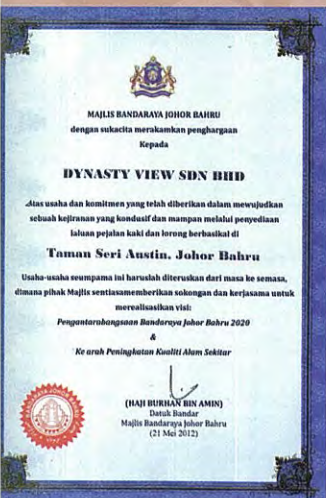 MAJLIS BANDARAYA JOHOR BAHRU
dengan sukacita merakamkan penghargaan
Kepada
DYNASTY VIEW SDN BHD
Atas usaha dan komitmen yang telah diberikan dalam mewujudkan
sebuah kejiranan yang kondusif dan mampan melalui penyediaan
laluan pejalan kaki dan lorong berbasikal di
Taman Seri Austin, Johor Bahru
Usaha-usaha seumpama ini haruslah diteruskan dari masa ke semasa,
dimana pihak Majlis sentiasamemberikan sokongan dan kerjasama untuk
merealisasikan visi:
Pengantarabangsaan Bandaraya Johor Bahru 2020
&
Ke arah Peningkatan Kualiti Alam Sekitar
(HAJI BURHAN BIN AMIN)
Datuk Bandar
Majlis Bandaraya Johor Bahru
(21 Mei 2012)